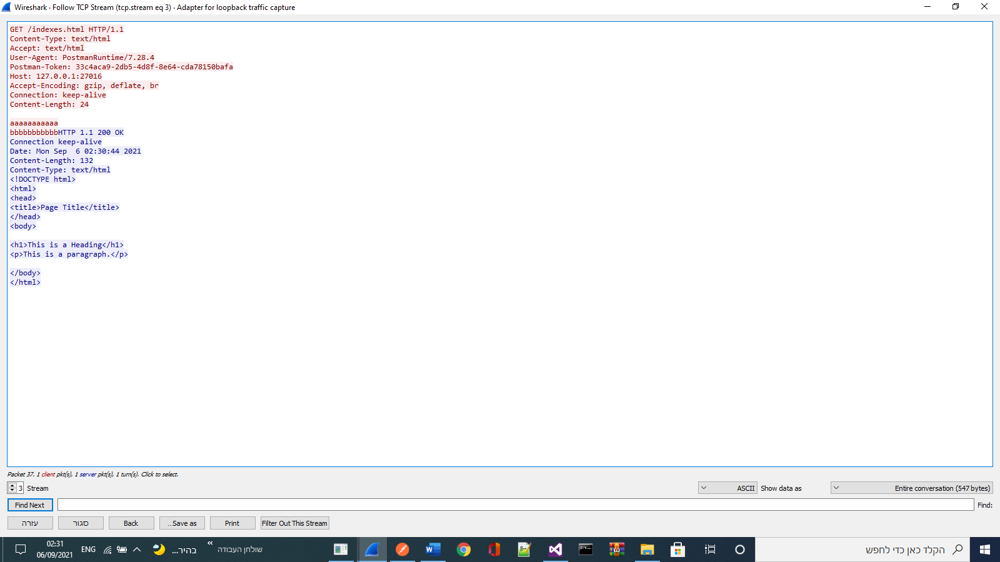 Wireshark · Follow TCP Stream (tcp.stream eq 3) · Adapter for loopback traffic capture
GET /indexes.html HTTP/1.1
Content-Type: text/html
Accept: text/html
User-Agent: PostmanRuntime/7.28.4
Postman-Token: 33c4aca9-2db5-4d8f-8e64-cda78150bafa
Host: 127.0.0.1:27016
Accept-Encoding: gzip, deflate, br
Connection: keep-alive
Content-Length: 24
aaaaaaaaaaa
bbbbbbbbbbbHTTP 1.1 200 OK
Connection keep-alive
Date: Mon Sep  6 02:30:44 2021
Content-Length: 132
Content-Type: text/html
<!DOCTYPE html>
<html>
<head>
<title>Page Title</title>
</head>
<body>
<h1>This is a Heading</h1>
<p>This is a paragraph.</p>
</body>
</html>
Packet 37. 1 client pkt(s), 1 server pkt(s), 1 turn(s). Click to select.
3 Stream
ASCII Show data as
Entire conversation (547 bytes)
Find Next
Find:
עזרה
סגור
Back
...Save as
Print
Filter Out This Stream
02:31
06/09/2021
ENG
בהיר...
שולחן העבודה
הקלד כאן כדי לחפש